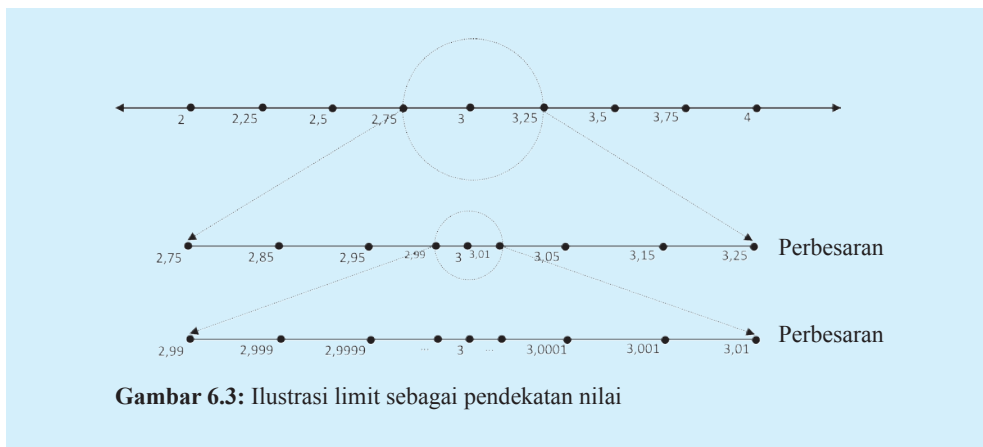 2 2,25 2,5 2,75 3 3,25 3,5 3,75 4
2,75 2,85 2,95 2,99 3 3,01 3,05 3,15 3,25 Perbesaran
2,99 2,999 2,9999 ... 3 ... 3,0001 3,001 3,01 Perbesaran
Gambar 6.3: Ilustrasi limit sebagai pendekatan nilai